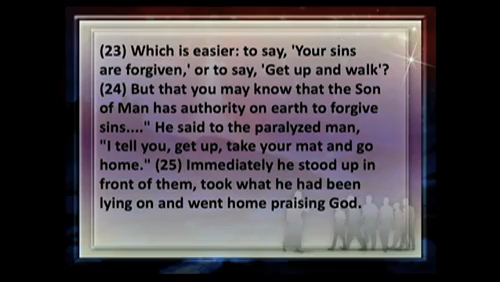 (23) Which is easier: to say, 'Your sins
are forgiven,' or to say, 'Get up and walk'?
(24) But that you may know that the Son
of Man has authority on earth to forgive
sins...." He said to the paralyzed man,
"I tell you, get up, take your mat and go
home." (25) Immediately he stood up in
front of them, took what he had been
lying on and went home praising God.